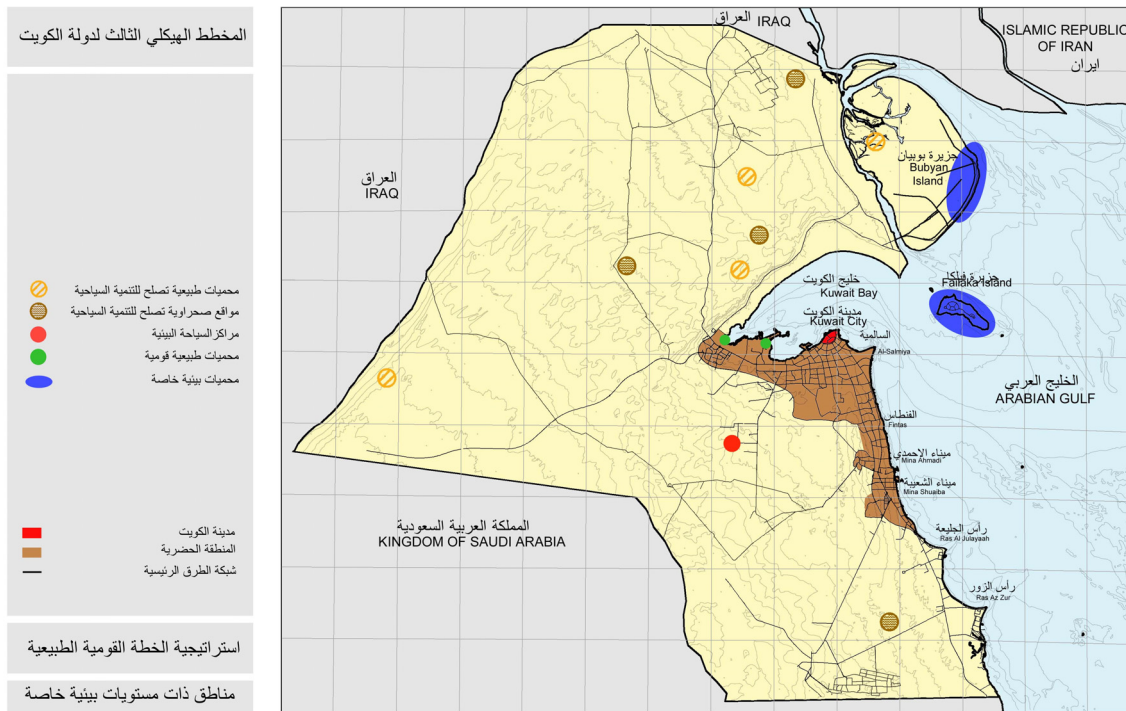 المخطط الهيكلي الثالث لدولة الكويت
محميات طبيعية تصلح للتنمية السياحية
مواقع صحراوية تصلح للتنمية السياحية
مراكز السياحة البيئية
محميات طبيعية قومية
محميات بيئية خاصة
مدينة الكويت
المنطقة الحضرية
شبكة الطرق الرئيسية
استراتيجية الخطة القومية الطبيعية
مناطق ذات مستويات بيئية خاصة
العراق IRAQ
ISLAMIC REPUBLIC
OF IRAN
ايران
العراق
IRAQ
جزيرة بوبيان
Bubyan
Island
جزيرة فيلكا
Failaka Island
خليج الكويت
Kuwait Bay
مدينة الكويت
Kuwait City
السالمية
Al-Salmiya
الخليج العربي
ARABIAN GULF
الفنطاس
Fintas
ميناء الاحمدي
Mina Ahmadi
ميناء الشعيبة
Mina Shuaiba
المملكة العربية السعودية
KINGDOM OF SAUDI ARABIA
رأس الجليعة
Ras Al Julayaah
رأس الزور
Ras Az Zur